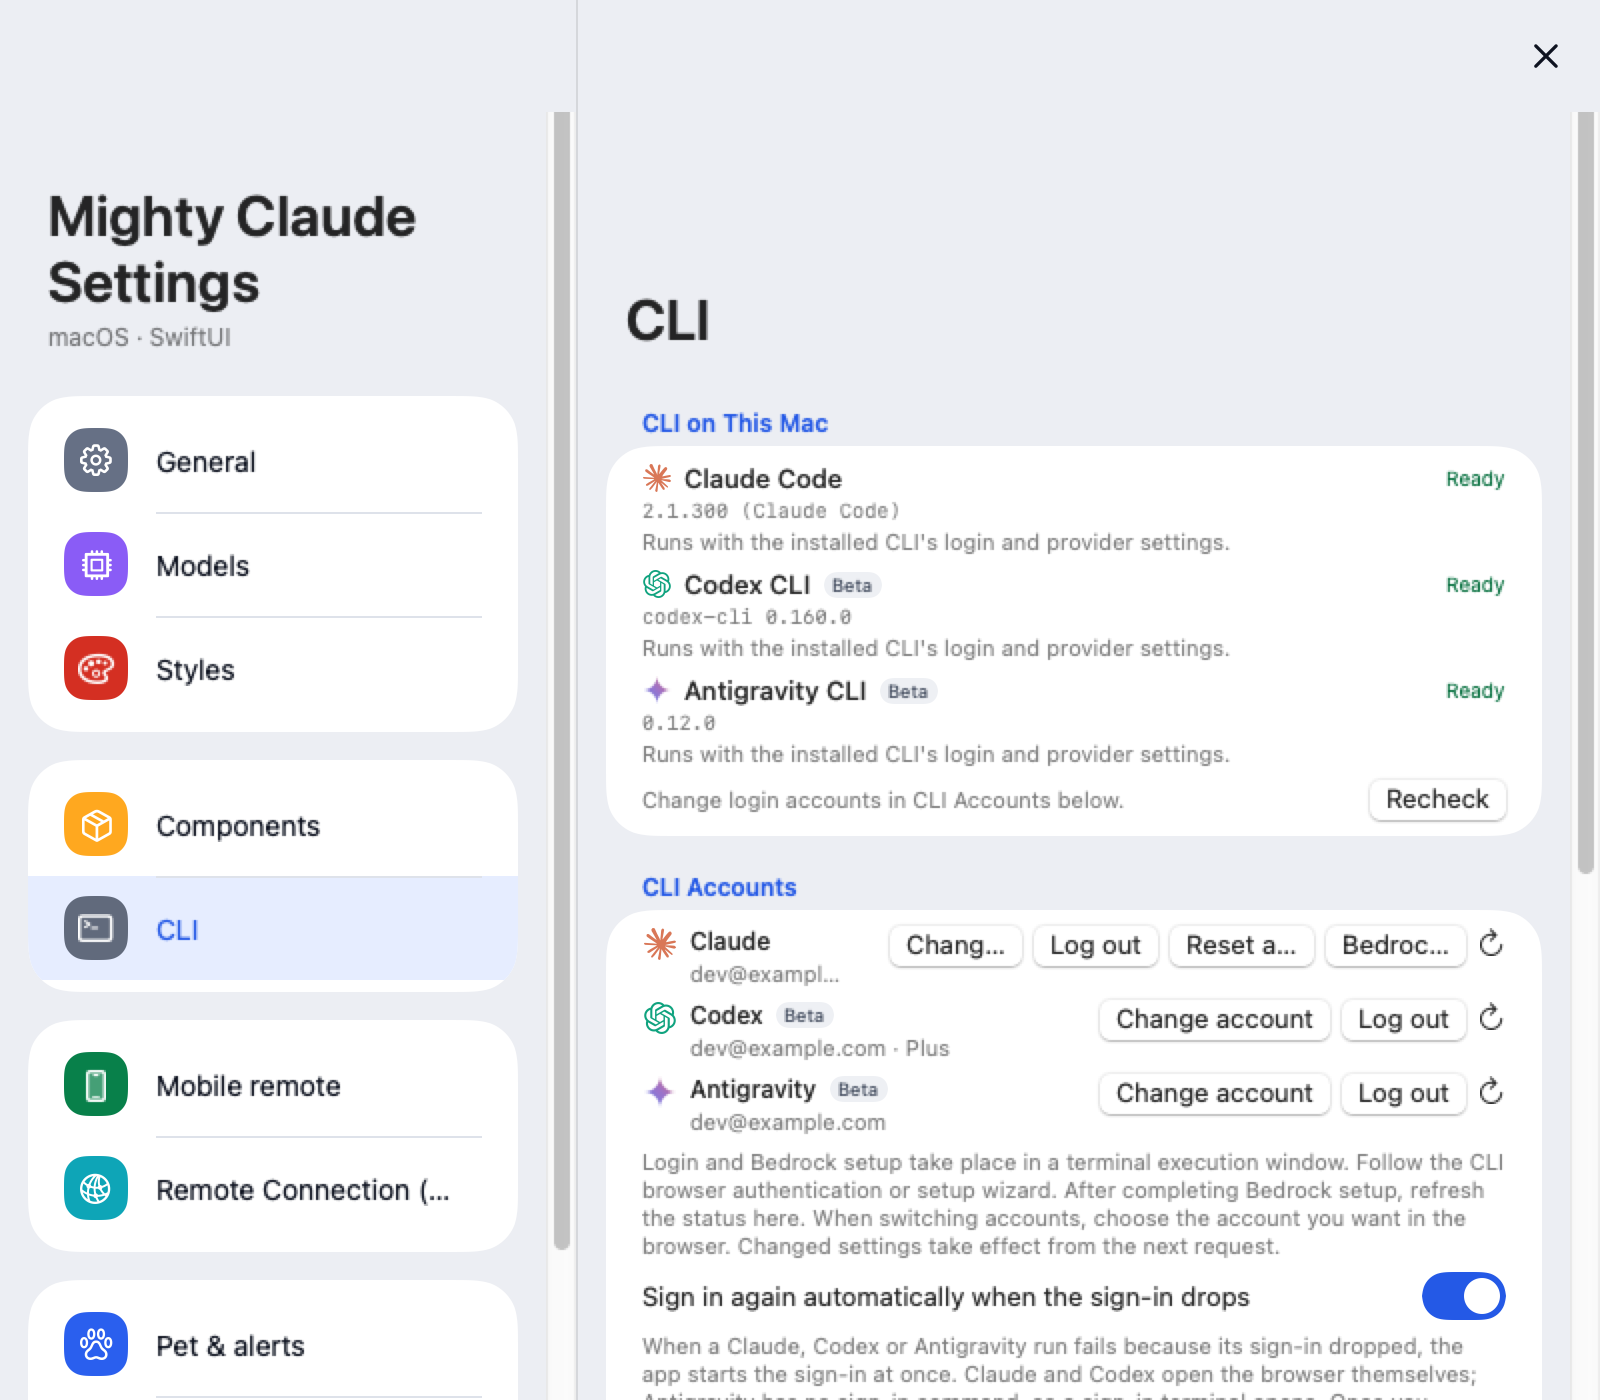 Mighty Claude
Settings
macOS · SwiftUI
General
Models
Styles
Components
CLI
Mobile remote
Remote Connection (...
Pet & alerts
CLI
CLI on This Mac
Claude Code
Ready
2.1.300 (Claude Code)
Runs with the installed CLI's login and provider settings.
Codex CLI Beta
Ready
codex-cli 0.160.0
Runs with the installed CLI's login and provider settings.
Antigravity CLI Beta
Ready
0.12.0
Runs with the installed CLI's login and provider settings.
Change login accounts in CLI Accounts below.
Recheck
CLI Accounts
Claude
Chang... Log out Reset a... Bedroc...
dev@exampl...
Codex Beta
Change account Log out
dev@example.com · Plus
Antigravity Beta
Change account Log out
dev@example.com
Login and Bedrock setup take place in a terminal execution window. Follow the CLI
browser authentication or setup wizard. After completing Bedrock setup, refresh
the status here. When switching accounts, choose the account you want in the
browser. Changed settings take effect from the next request.
Sign in again automatically when the sign-in drops
When a Claude, Codex or Antigravity run fails because its sign-in dropped, the
app starts the sign-in at once. Claude and Codex open the browser themselves;